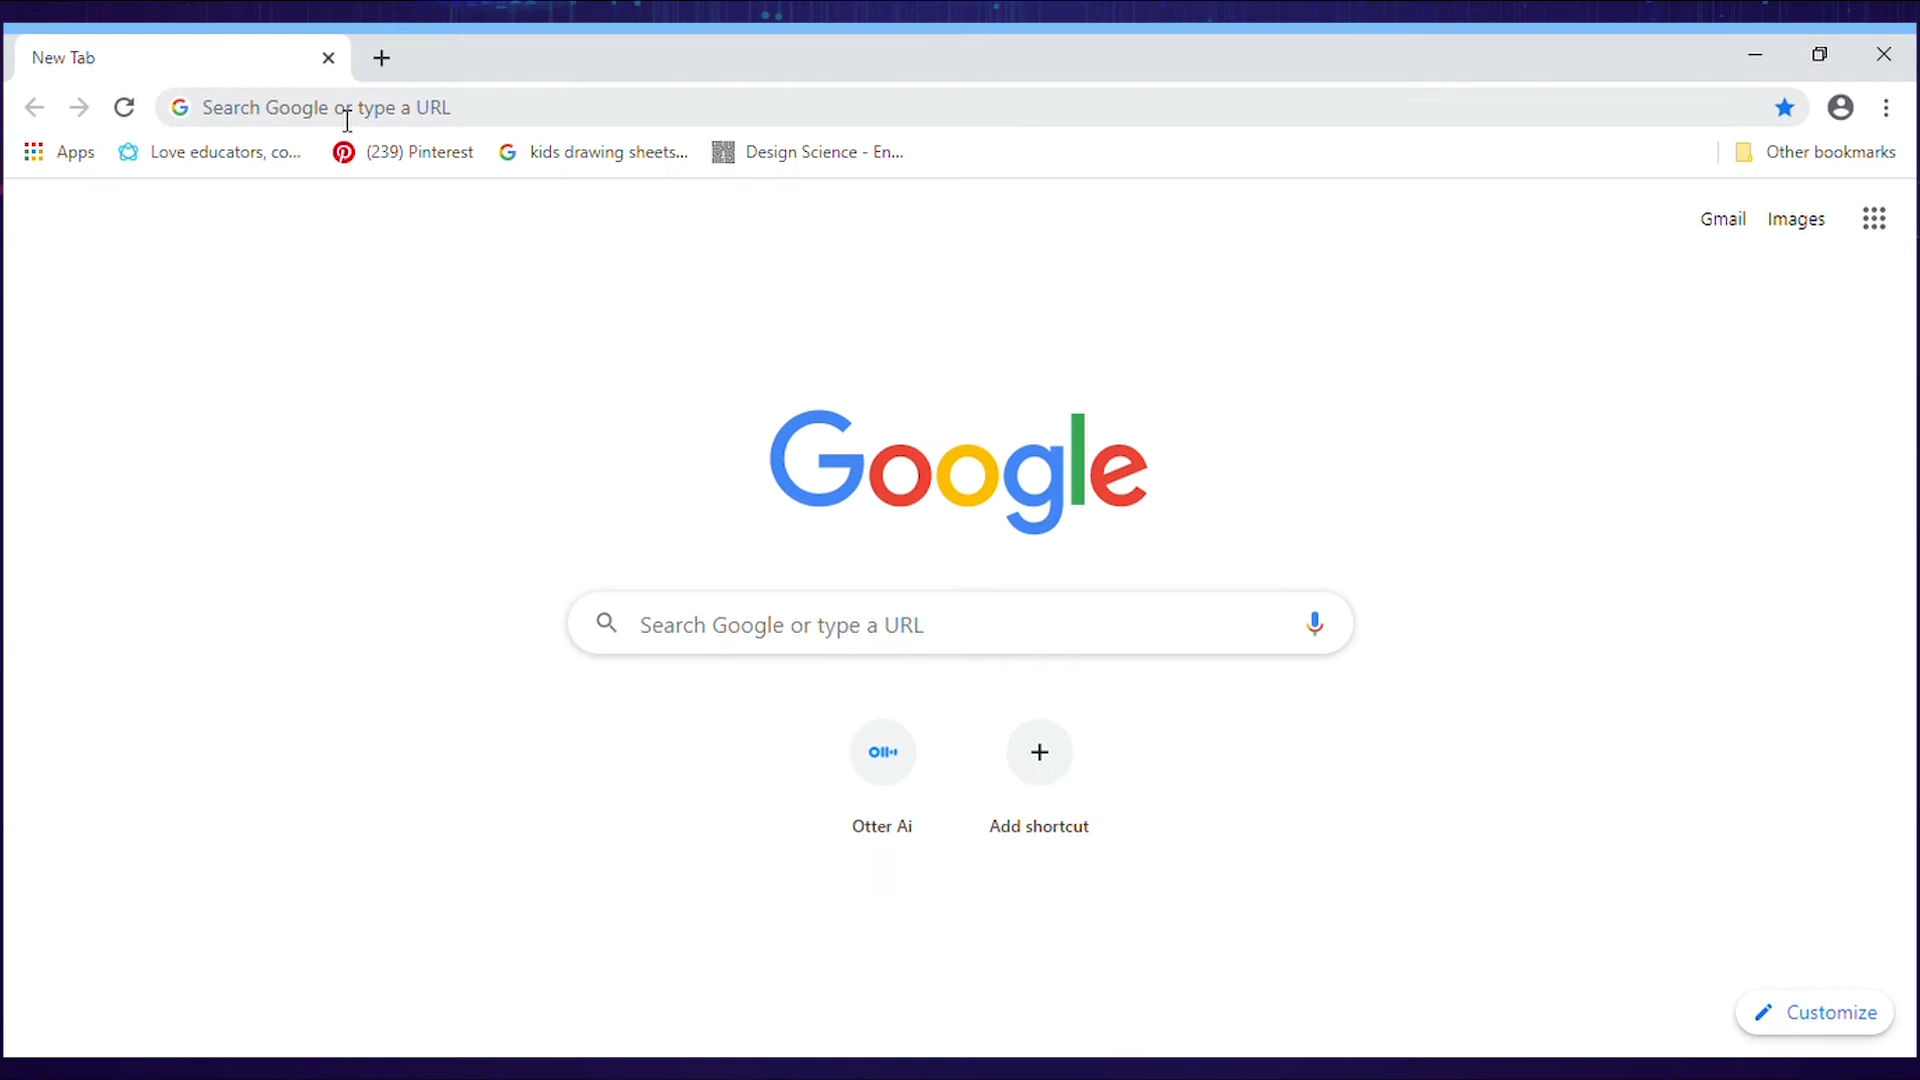 New Tab
Search Google or type a URL
Apps Love educators, co... (239) Pinterest kids drawing sheets... Design Science - En... Other bookmarks
Gmail Images
Google
Search Google or type a URL
Otter Ai Add shortcut
Customize